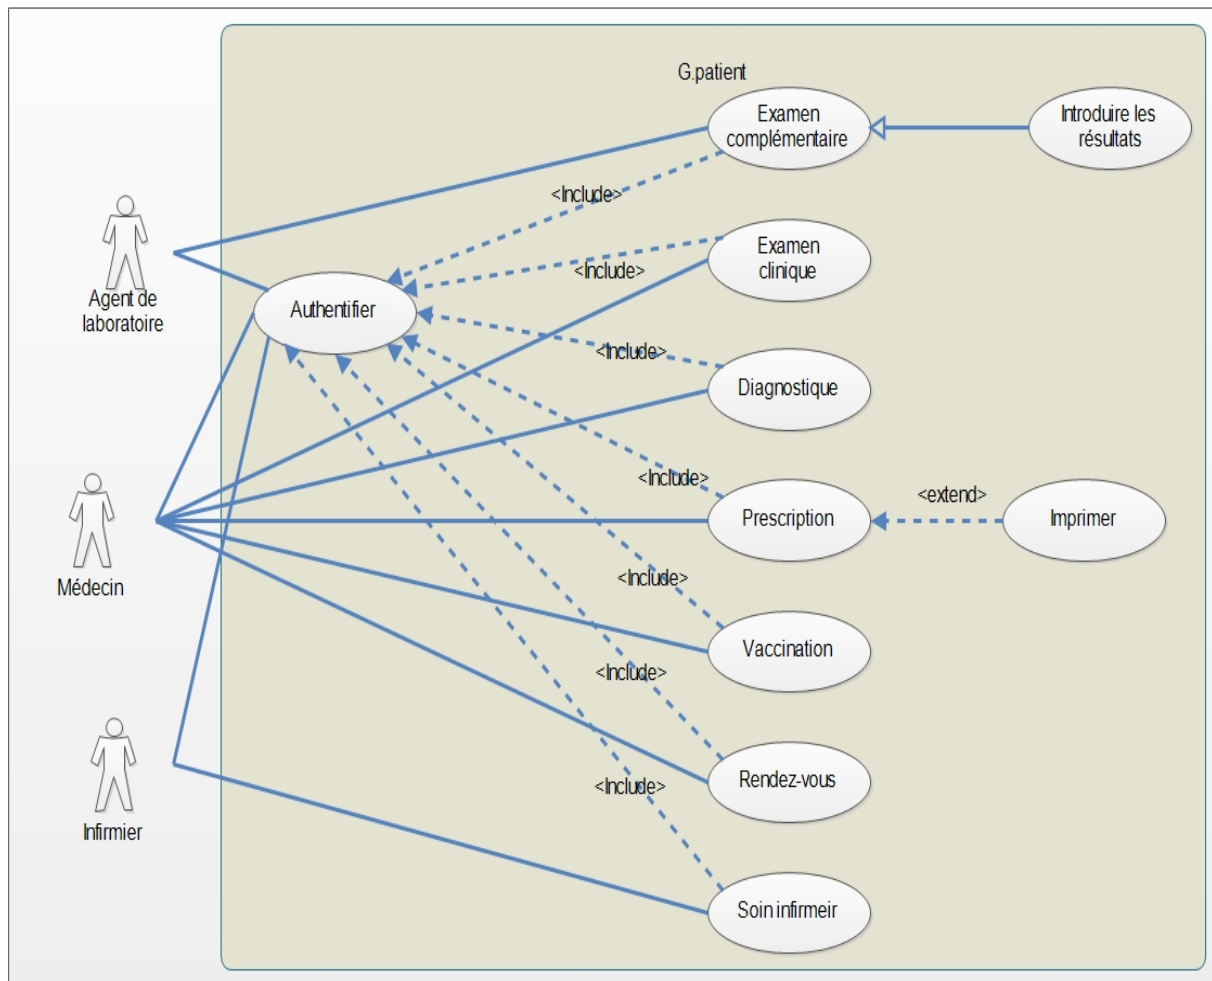 G.patient
Examen
complémentaire
Introduire les
résultats
<Include>
Agent de
laboratoire
Examen
clinique
<Include>
Authentifier
<Include>
Diagnostique
<Include>
Prescription
<extend>
Imprimer
Médecin
<Include>
Vaccination
<Include>
Rendez-vous
<Include>
Infirmier
Soin infirmeir